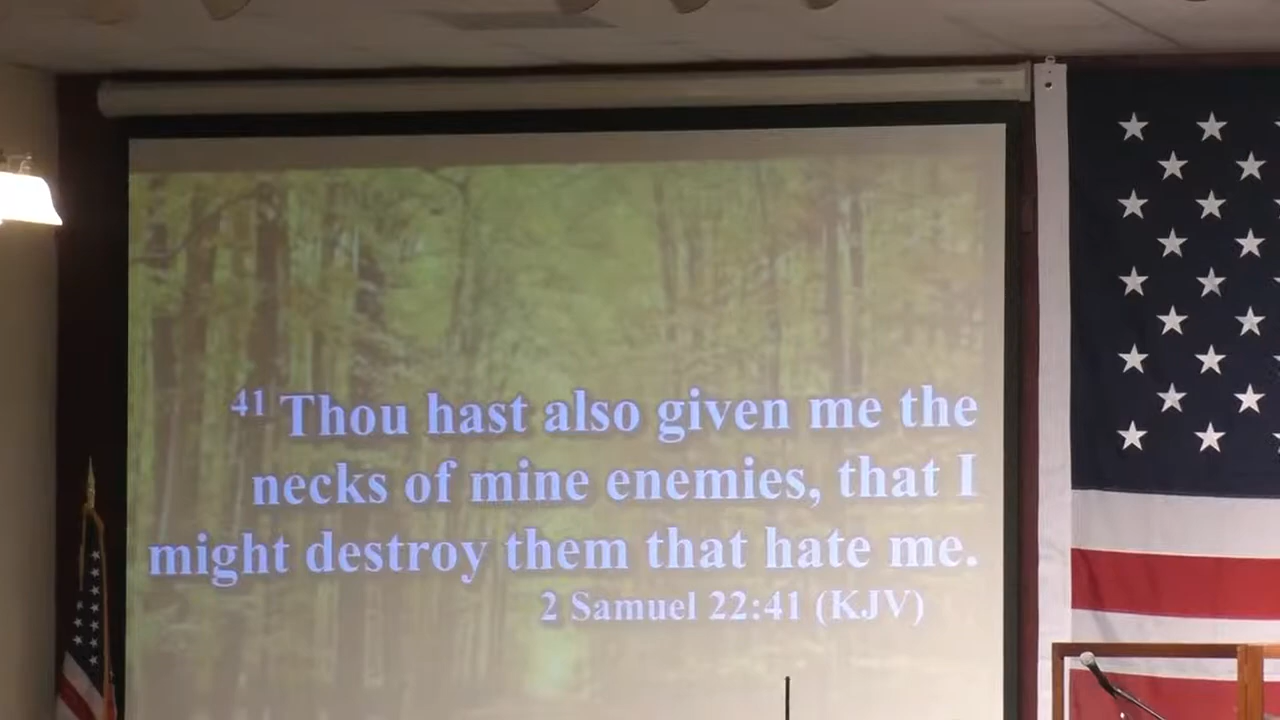 41 Thou hast also given me the
necks of mine enemies, that I
might destroy them that hate me.
2 Samuel 22:41 (KJV)